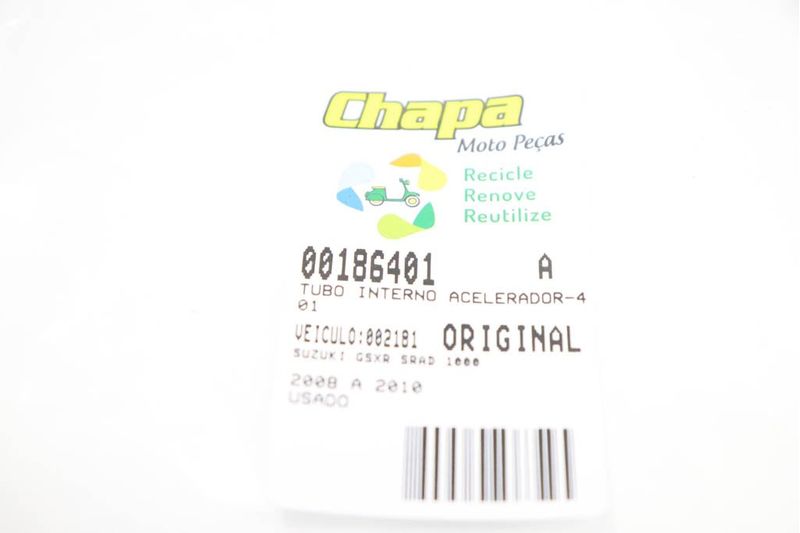 Chapa
Moto Peças
Recicle
Renove
Reutilize
00186401 A
TUBO INTERNO ACELERADOR-4
01
VEICULO:002181 ORIGINAL
SUZUKI GSXR SRAD 1000
2008 A 2010
USADO